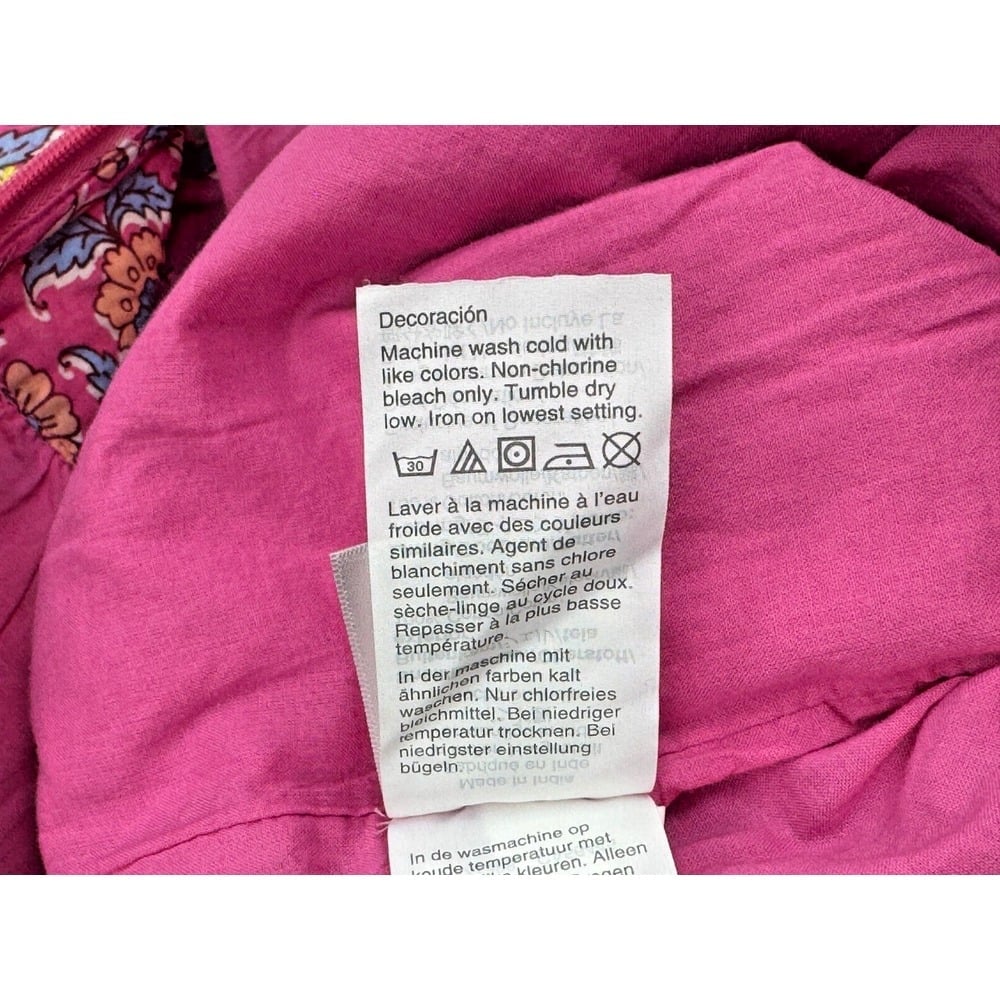 Decoración
Machine wash cold with
like colors. Non-chlorine
bleach only. Tumble dry
low. Iron on lowest setting.
30
Laver à la machine à l'eau
froide avec des couleurs
similaires. Agent de
blanchiment sans chlore
seulement. Sécher au
sèche-linge au cycle doux.
Repasser à la plus basse
température.
In der maschine mit
ähnlichen farben kalt
waschen. Nur chlorfreies
bleichmittel. Bei niedriger
temperatur trocknen. Bei
niedrigster einstellung
bügeln.
Made in India
In de wasmachine op
koude temperatuur met
kleuren. Alleen